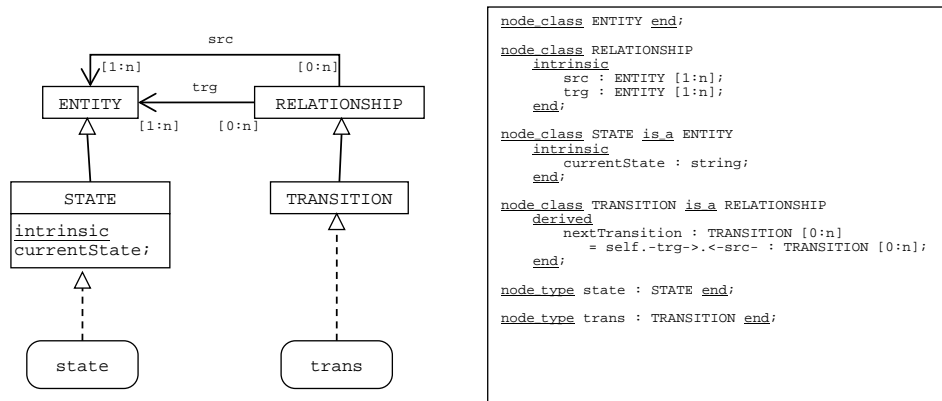 src
[1:n]
[0:n]
trg
ENTITY
RELATIONSHIP
[1:n]
[0:n]
STATE
TRANSITION
intrinsic
currentState;
state
trans
node_class ENTITY end;
node_class RELATIONSHIP
intrinsic
src : ENTITY [1:n];
trg : ENTITY [1:n];
end;
node_class STATE is_a ENTITY
intrinsic
currentState : string;
end;
node_class TRANSITION is_a RELATIONSHIP
derived
nextTransition : TRANSITION [0:n]
= self.-trg->.<-src- : TRANSITION [0:n];
end;
node_type state : STATE end;
node_type trans : TRANSITION end;